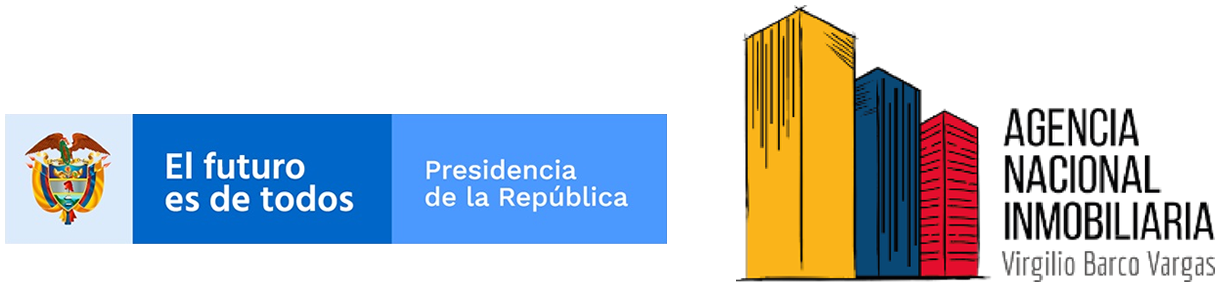 El futuro
es de todos
Presidencia
de la República
AGENCIA
NACIONAL
INMOBILIARIA
Virgilio Barco Vargas